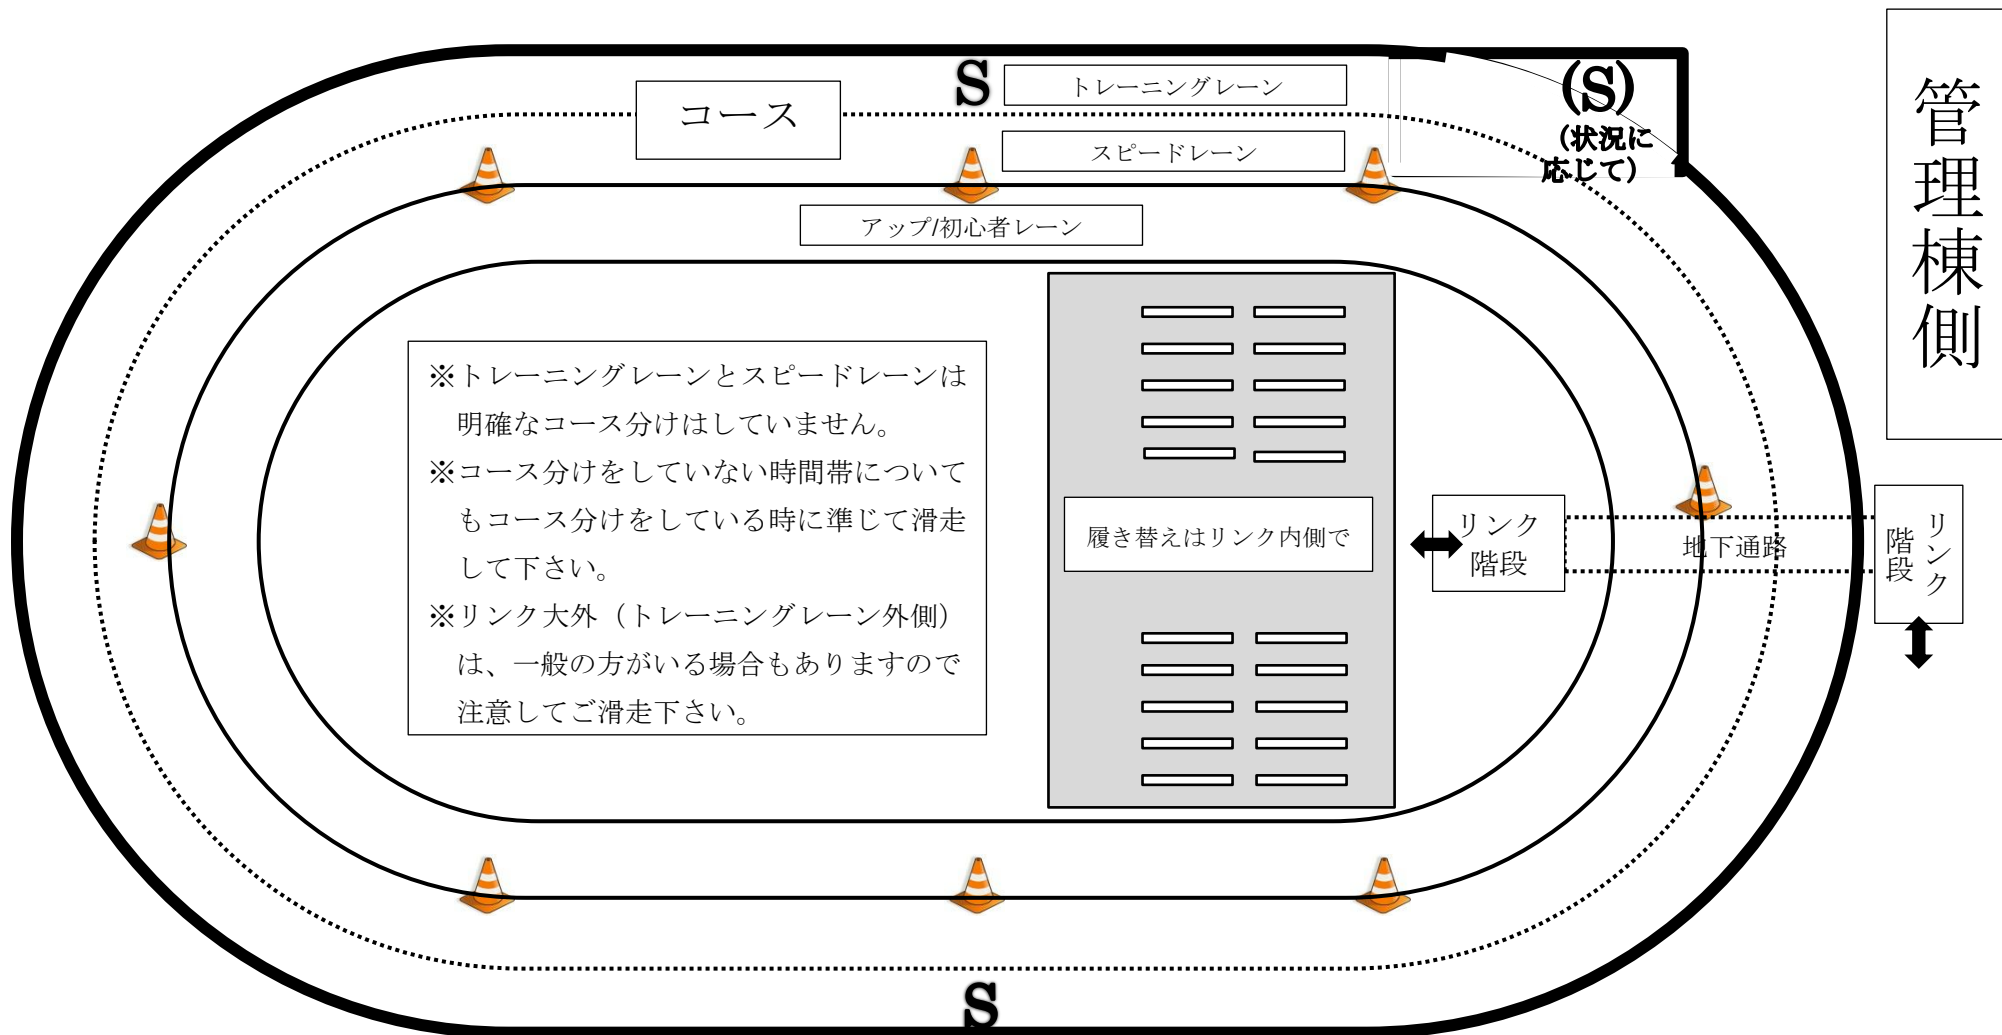 コース
S
トレーニングレーン
スピードレーン
(S)
（状況に
応じて）
管理棟側
アップ/初心者レーン
※トレーニングレーンとスピードレーンは
明確なコース分けはしていません。
※コース分けをしていない時間帯について
もコース分けをしている時に準じて滑走
して下さい。
※リンク大外（トレーニングレーン外側）
は、一般の方がいる場合もありますので
注意してご滑走下さい。
履き替えはリンク内側で
リンク
階段
地下通路
リンク
階段
S